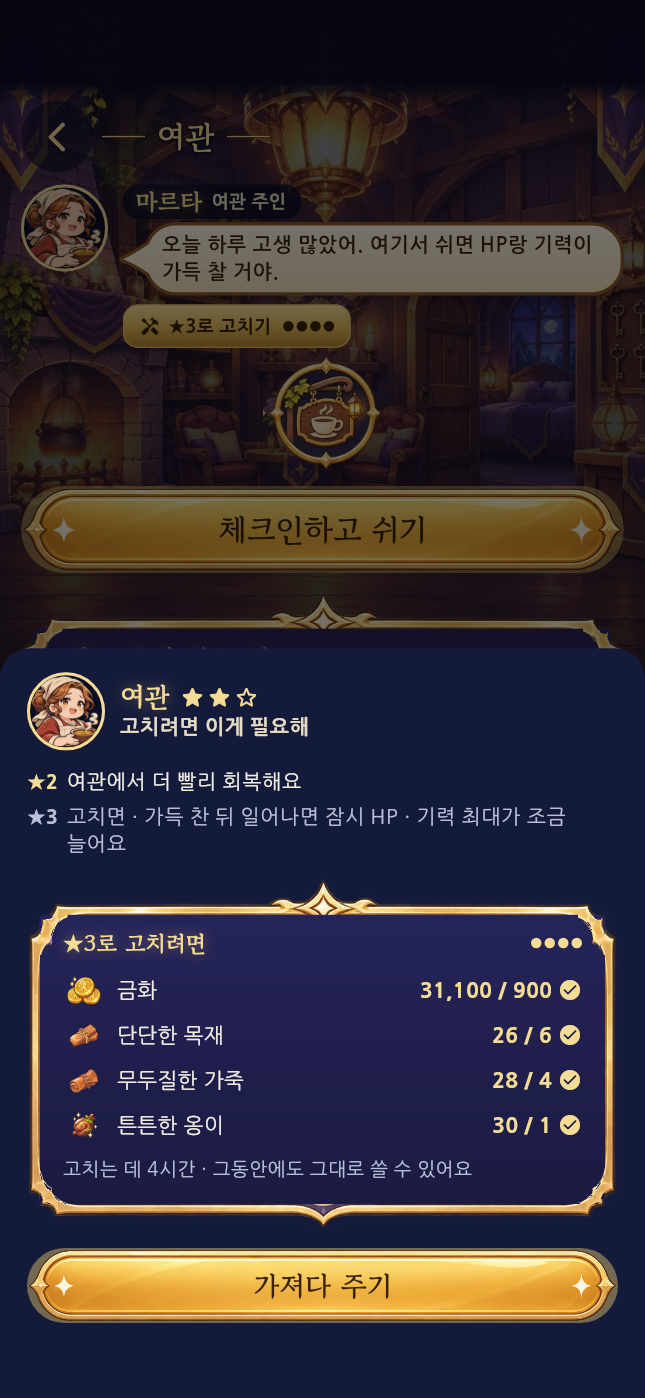 여관
마르타 여관 주인
오늘 하루 고생 많았어. 여기서 쉬면 HP랑 기력이
가득 찰 거야.
★3로 고치기 ●●●●
체크인하고 쉬기
여관 ★★☆
고치려면 이게 필요해
★2 여관에서 더 빨리 회복해요
★3 고치면 · 가득 찬 뒤 일어나면 잠시 HP · 기력 최대가 조금
늘어요
★3로 고치려면 ●●●●
금화 31,100 / 900
단단한 목재 26 / 6
무두질한 가죽 28 / 4
튼튼한 옹이 30 / 1
고치는 데 4시간 · 그동안에도 그대로 쓸 수 있어요
가져다 주기